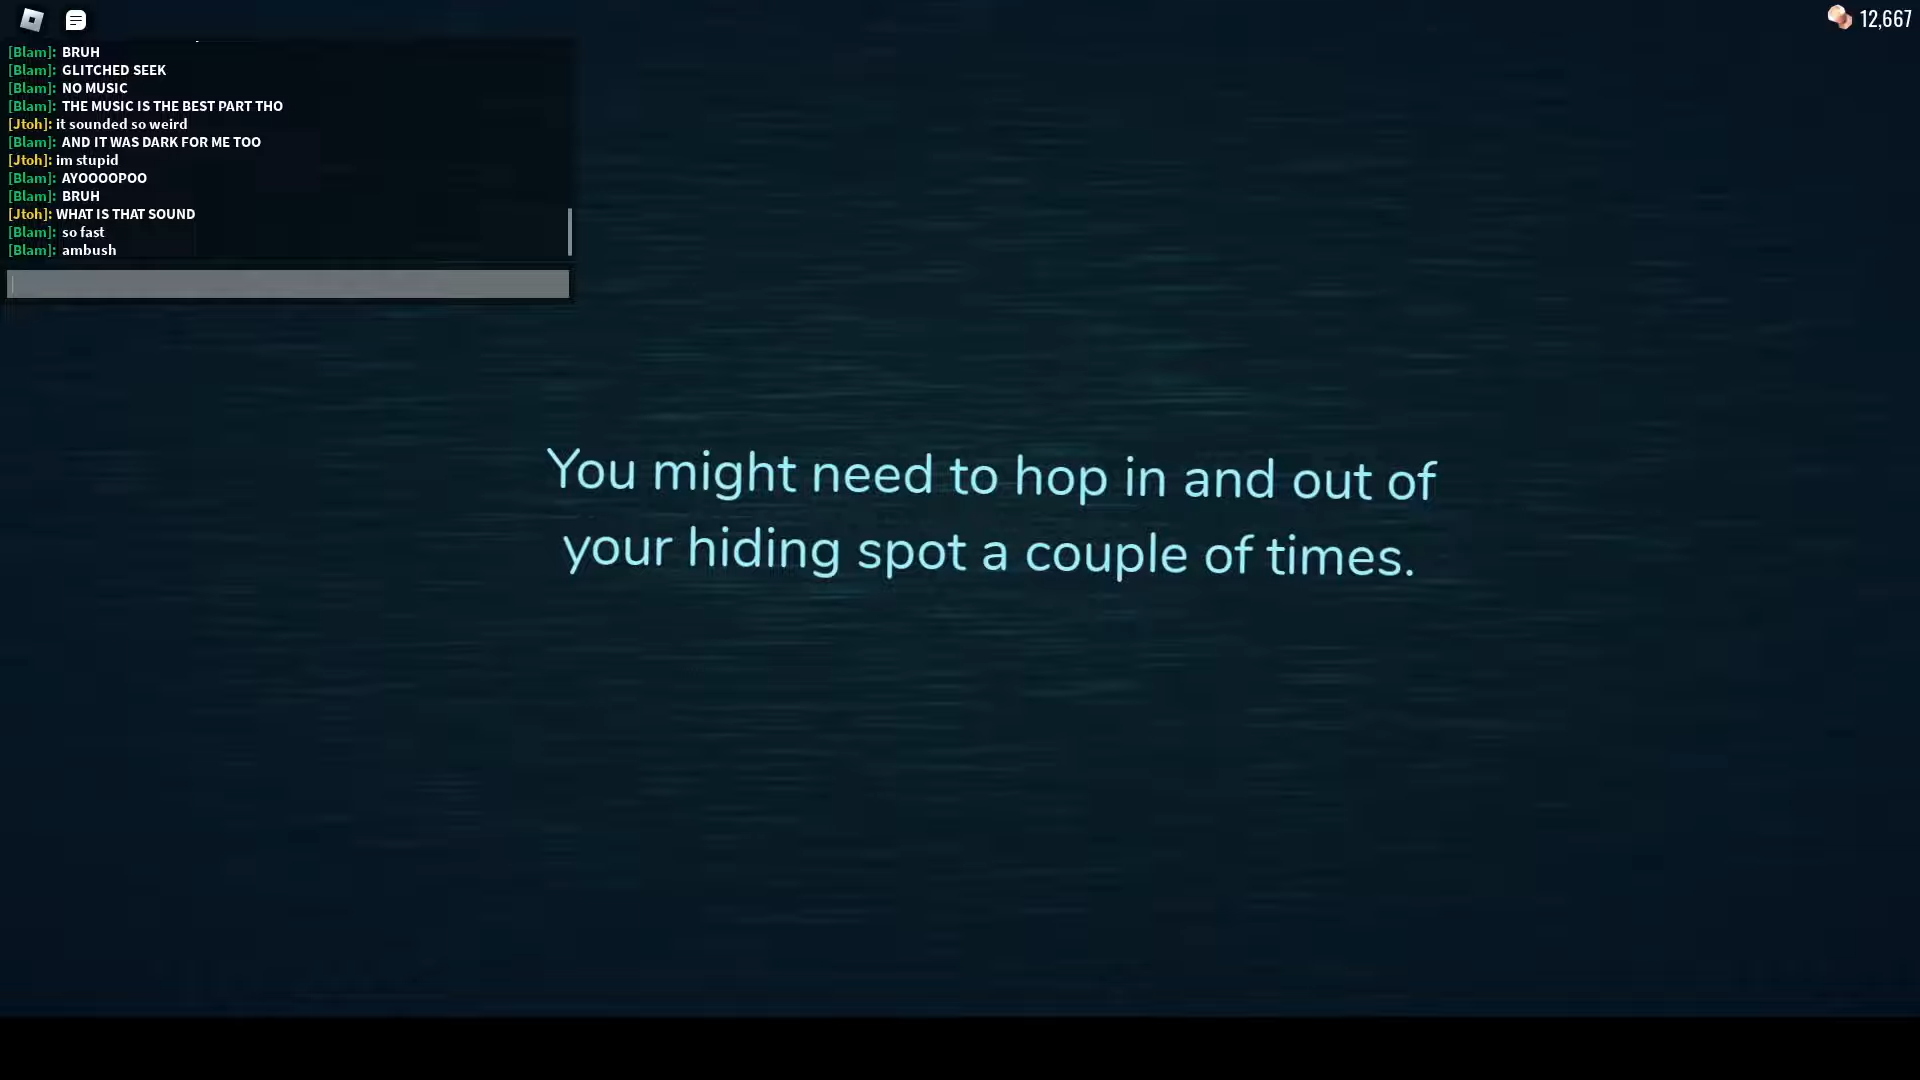 12,667
[Blam]: BRUH
[Blam]: GLITCHED SEEK
[Blam]: NO MUSIC
[Blam]: THE MUSIC IS THE BEST PART THO
[Jtoh]: it sounded so weird
[Blam]: AND IT WAS DARK FOR ME TOO
[Jtoh]: im stupid
[Blam]: AYOOOOPOO
[Blam]: BRUH
[Jtoh]: WHAT IS THAT SOUND
[Blam]: so fast
[Blam]: ambush
You might need to hop in and out of
your hiding spot a couple of times.